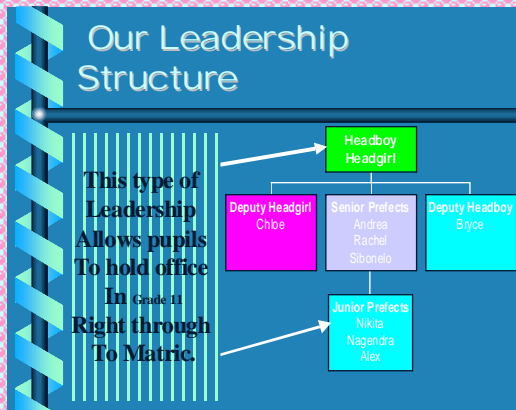 Our Leadership
Structure
This type of
Leadership
Allows pupils
To hold office
In Grade 11
Right through
To Matric.
Headboy
Headgirl
Deputy Headgirl
Chloe
Senior Prefects
Andrea
Rachel
Sibonelo
Deputy Headboy
Bryce
Junior Prefects
Nikita
Nagendra
Alex